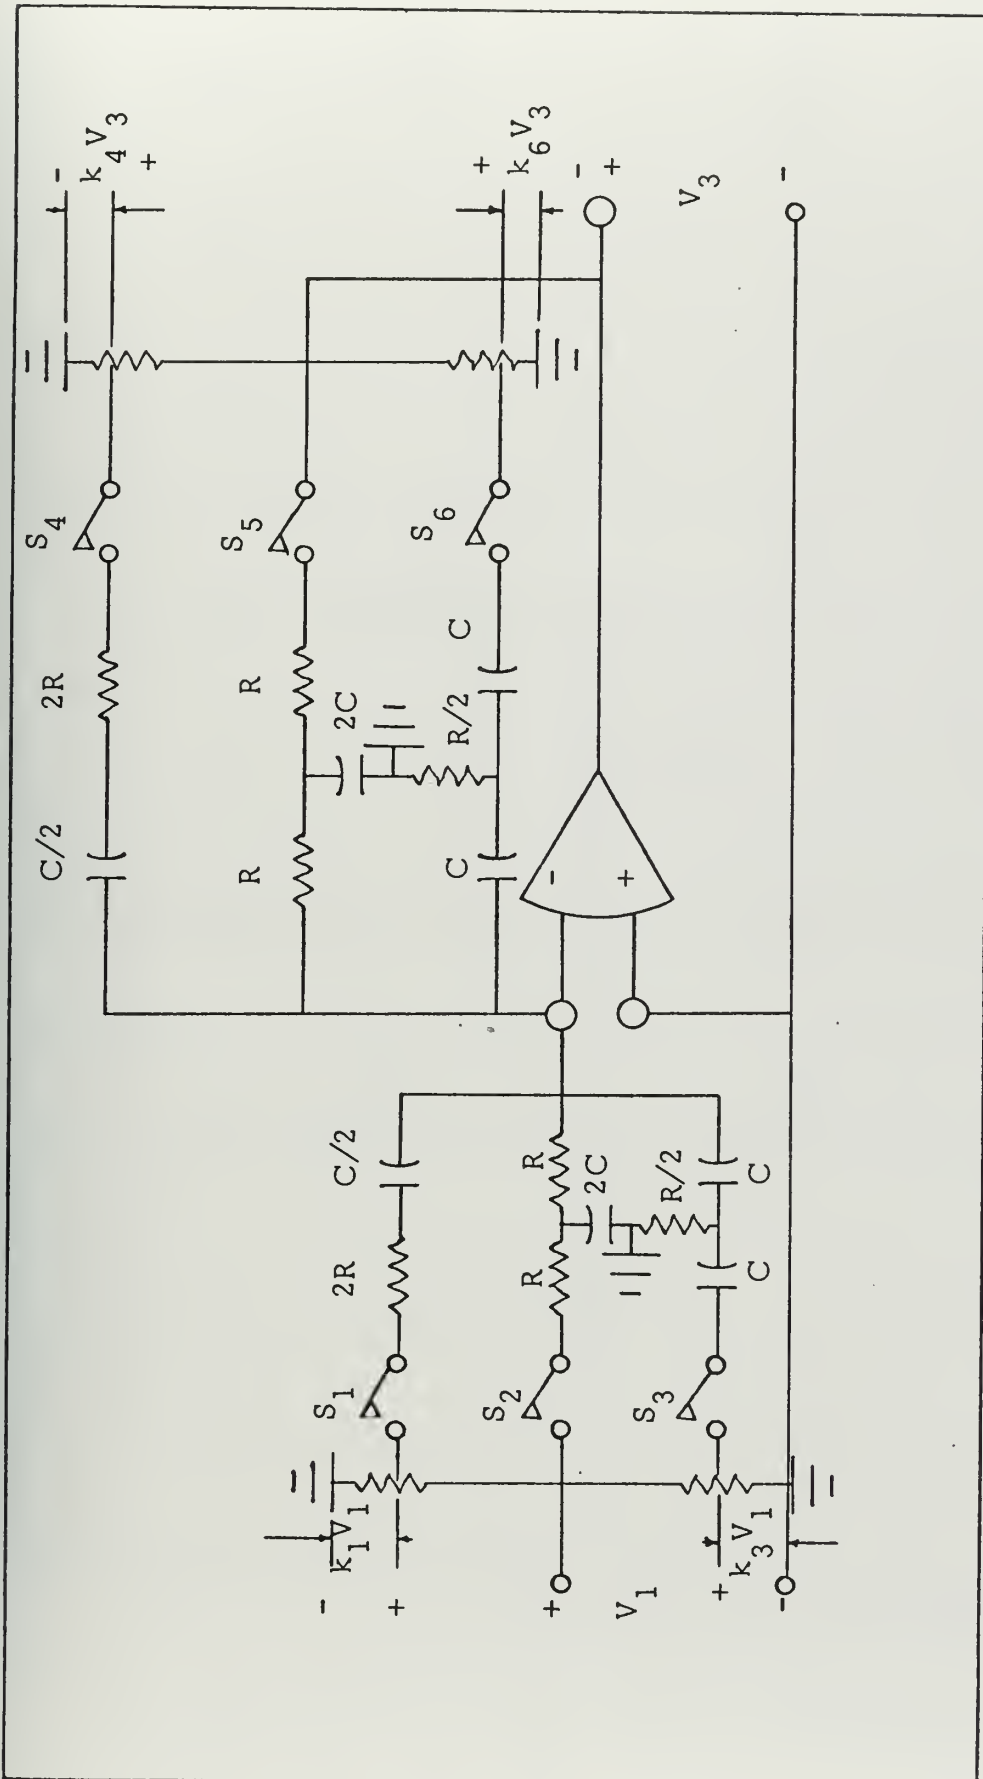 -
k4V3
+
S4
2R
C/2
S5
R
R
2C
S6
C
R/2
C
+
k6V3
-
+
V3
-
-
+
-
k1V1
+
S1
2R
C/2
+
V1
S2
R
R
2C
R/2
S3
C
C
+
k3V1
-